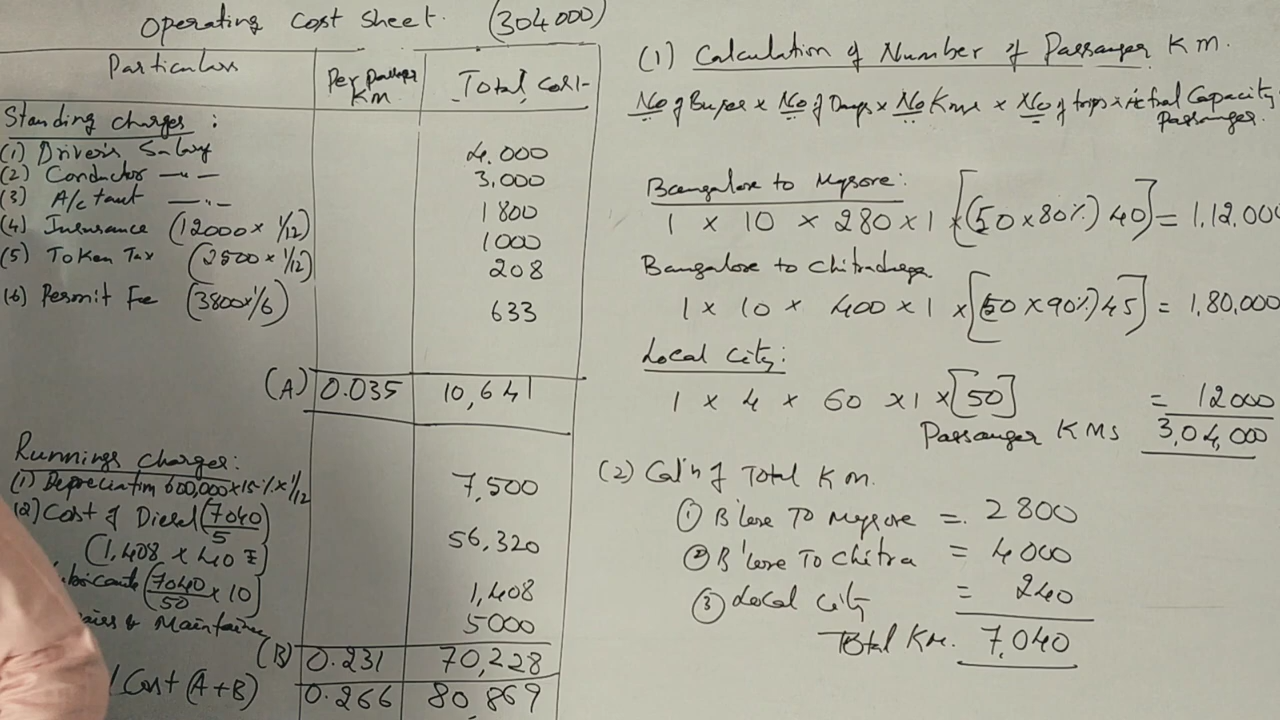 Operating Cost Sheet. (304000)
Particulars Per Passenger KM Total Cost
Standing Charges:
(1) Driver's Salary 4,000
(2) Conductor —"— 3,000
(3) A/c tant —"— 1800
(4) Insurance (12000 x 1/12) 1000
(5) Token Tax (2500 x 1/12) 208
(6) Permit Fee (3800 x 1/6) 633
(A) 0.035 10,641
Runnings Charges:
(1) Depreciation 600,000 x 15% x 1/12 7,500
(2) Cost of Diesel (7040/5)
(1,408 x 40 ₹) 56,320
(7040/50 x 10) 1,408
& Maintaince 5000
(B) 0.231 70,228
Cost (A+B) 0.266 80,869
(1) Calculation of Number of Passanger KM.
No of Buses x No of Days x No Kms x No of trips x Capacity
Passanger.
Bangalore to Mysore:
1 x 10 x 280 x 1 x [(50 x 80%) 40] = 1,12,000
Bangalore to Chitradurga
1 x 10 x 400 x 1 x [(50 x 90%) 45] = 1,80,000
Local City:
1 x 4 x 60 x 1 x [50] = 12000
Passanger KMs 3,04,000
(2) Cal'n of Total Km.
① B'lore To Mysore = 2800
② B'lore To Chitra = 4000
③ Local City = 240
Total Km. 7,040